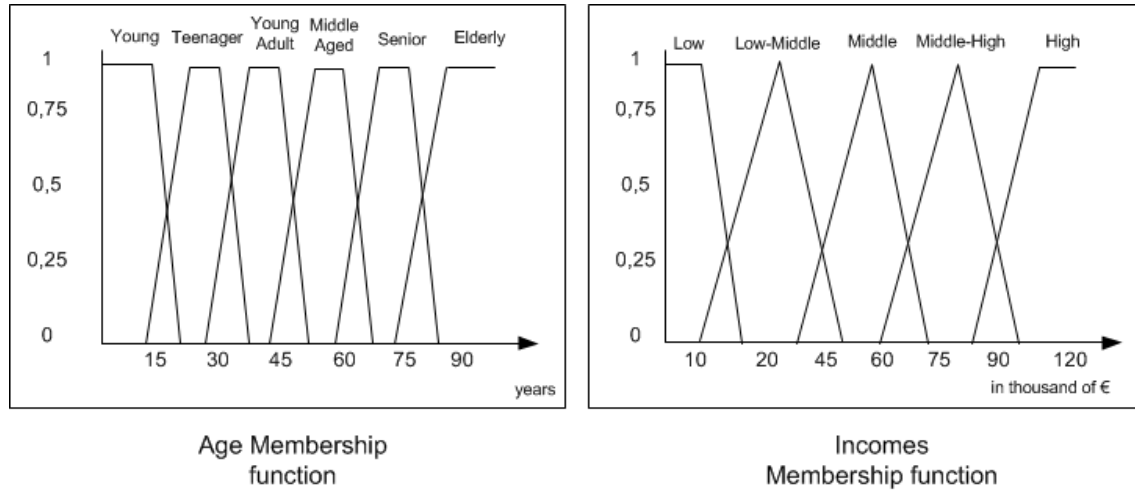 Young Teenager Young Adult Middle Aged Senior Elderly
1
0,75
0,5
0,25
0
15 30 45 60 75 90
years
Age Membership
function
Low Low-Middle Middle Middle-High High
1
0,75
0,5
0,25
0
10 20 45 60 75 90 120
in thousand of €
Incomes
Membership function